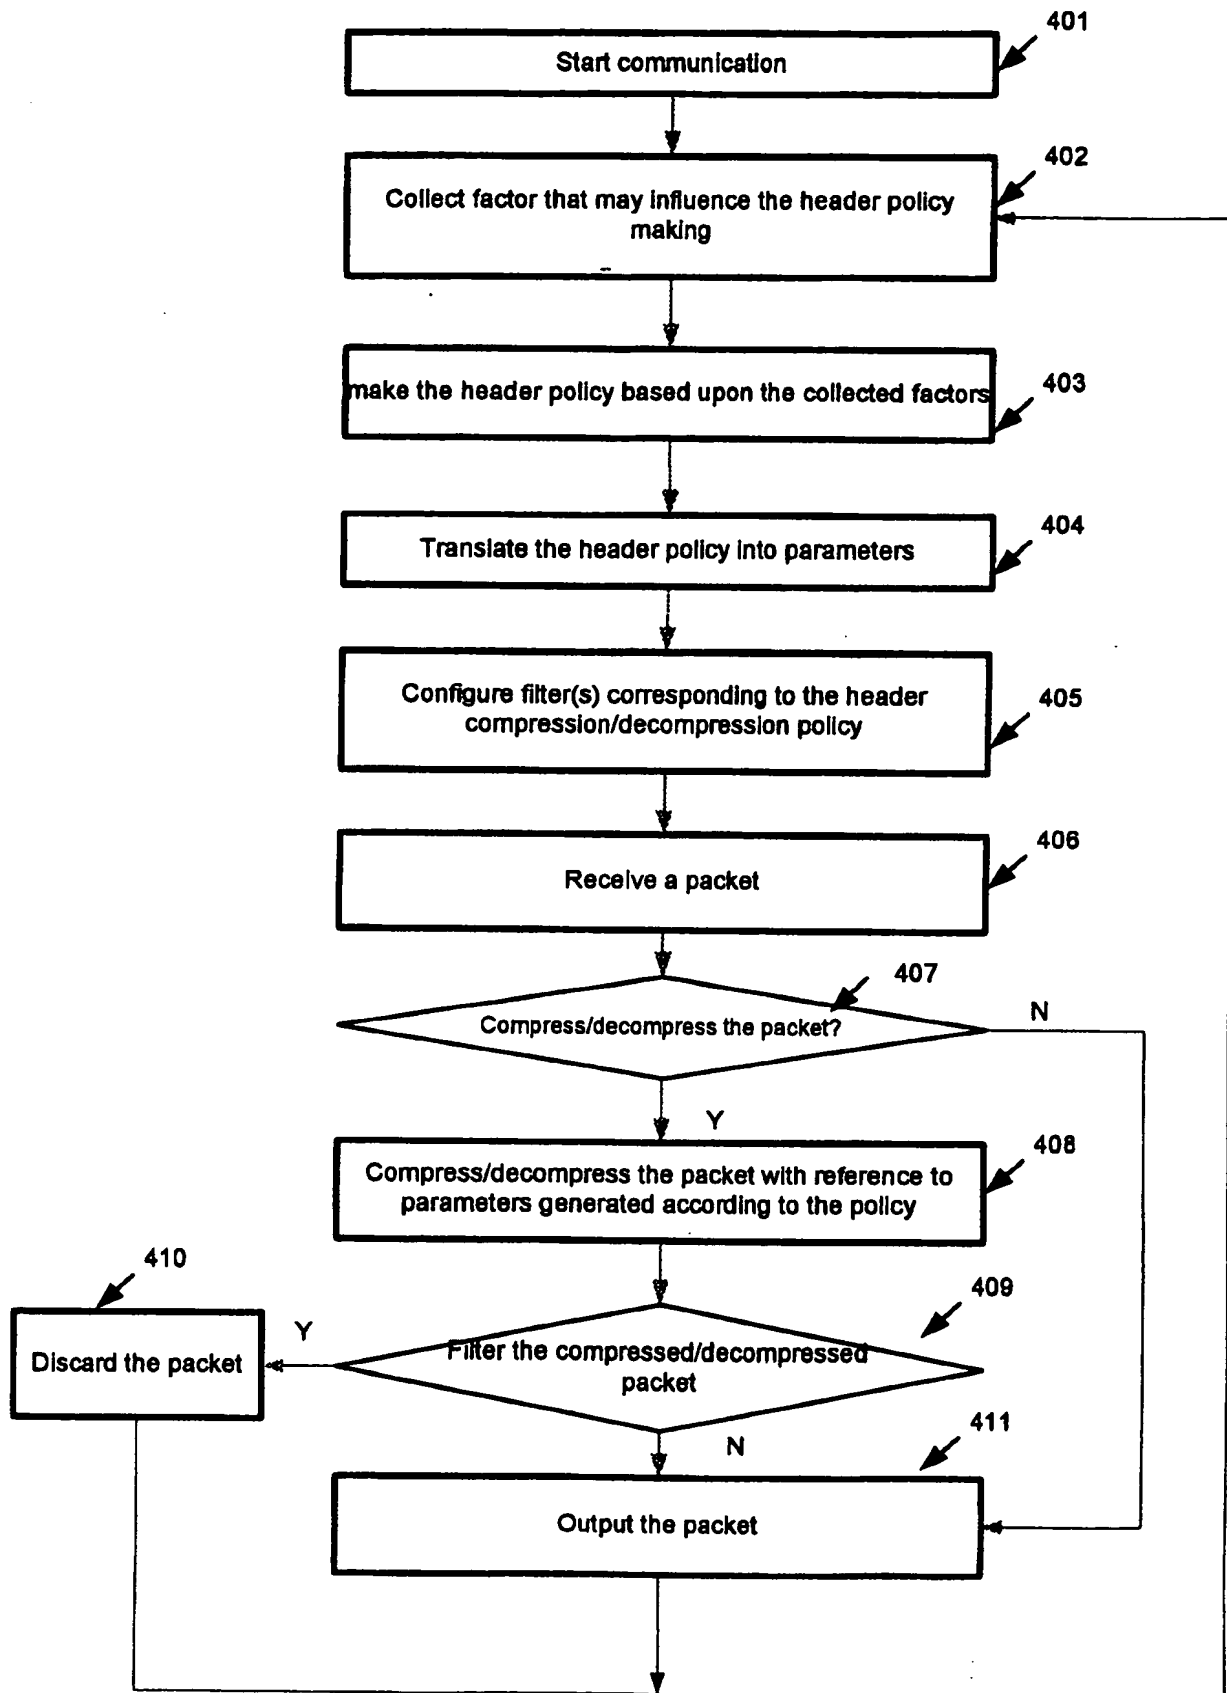 401
Start communication
402
Collect factor that may influence the header policy
making
403
make the header policy based upon the collected factors
404
Translate the header policy into parameters
405
Configure filter(s) corresponding to the header
compression/decompression policy
406
Receive a packet
407
Compress/decompress the packet?
N
Y
408
Compress/decompress the packet with reference to
parameters generated according to the policy
410
409
Y
Discard the packet
Filter the compressed/decompressed
packet
411
N
Output the packet